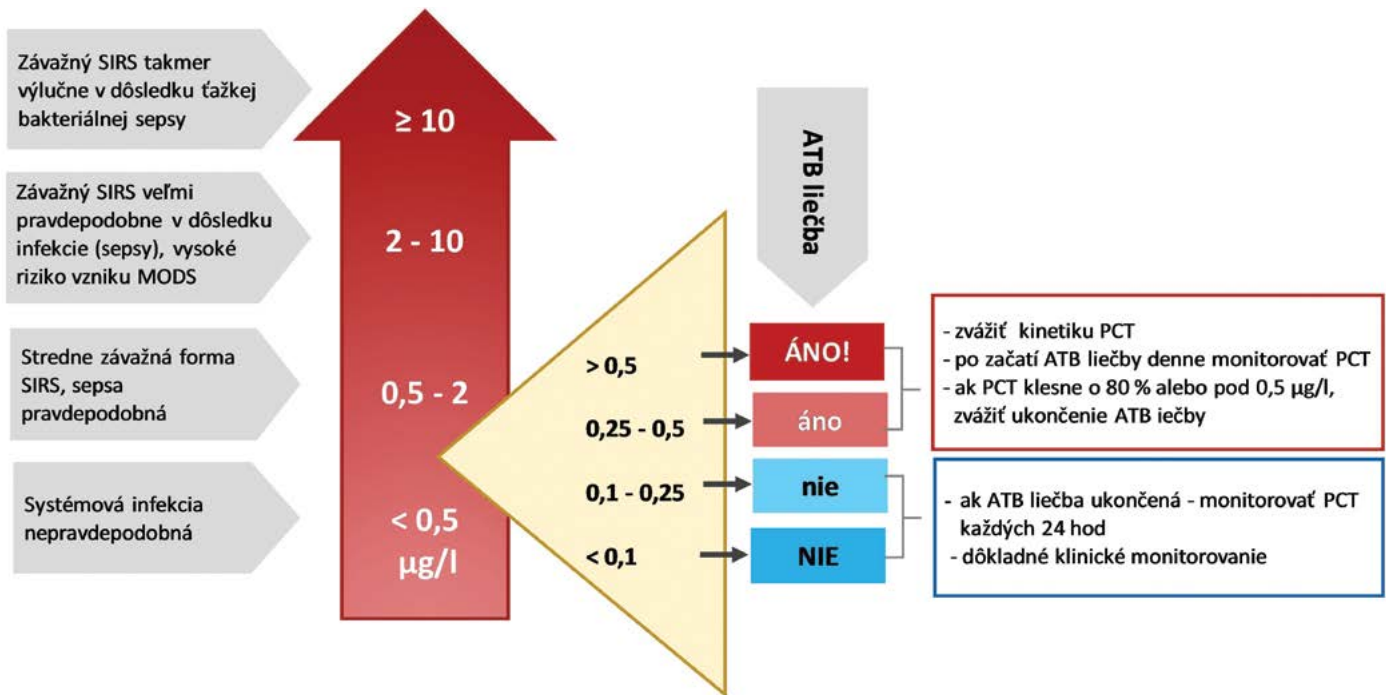 Závažný SIRS takmer
výlučne v dôsledku ťažkej
bakteriálnej sepsy
Závažný SIRS veľmi
pravdepodobne v dôsledku
infekcie (sepsy), vysoké
riziko vzniku MODS
Stredne závažná forma
SIRS, sepsa
pravdepodobná
Systémová infekcia
nepravdepodobná
≥ 10
2 - 10
0,5 - 2
< 0,5
µg/l
> 0,5
0,25 - 0,5
0,1 - 0,25
< 0,1
ATB liečba
ÁNO!
áno
nie
NIE
- zvážiť kinetiku PCT
- po začatí ATB liečby denne monitorovať PCT
- ak PCT klesne o 80 % alebo pod 0,5 µg/l,
zvážiť ukončenie ATB iečby
- ak ATB liečba ukončená - monitorovať PCT
každých 24 hod
- dôkladné klinické monitorovanie